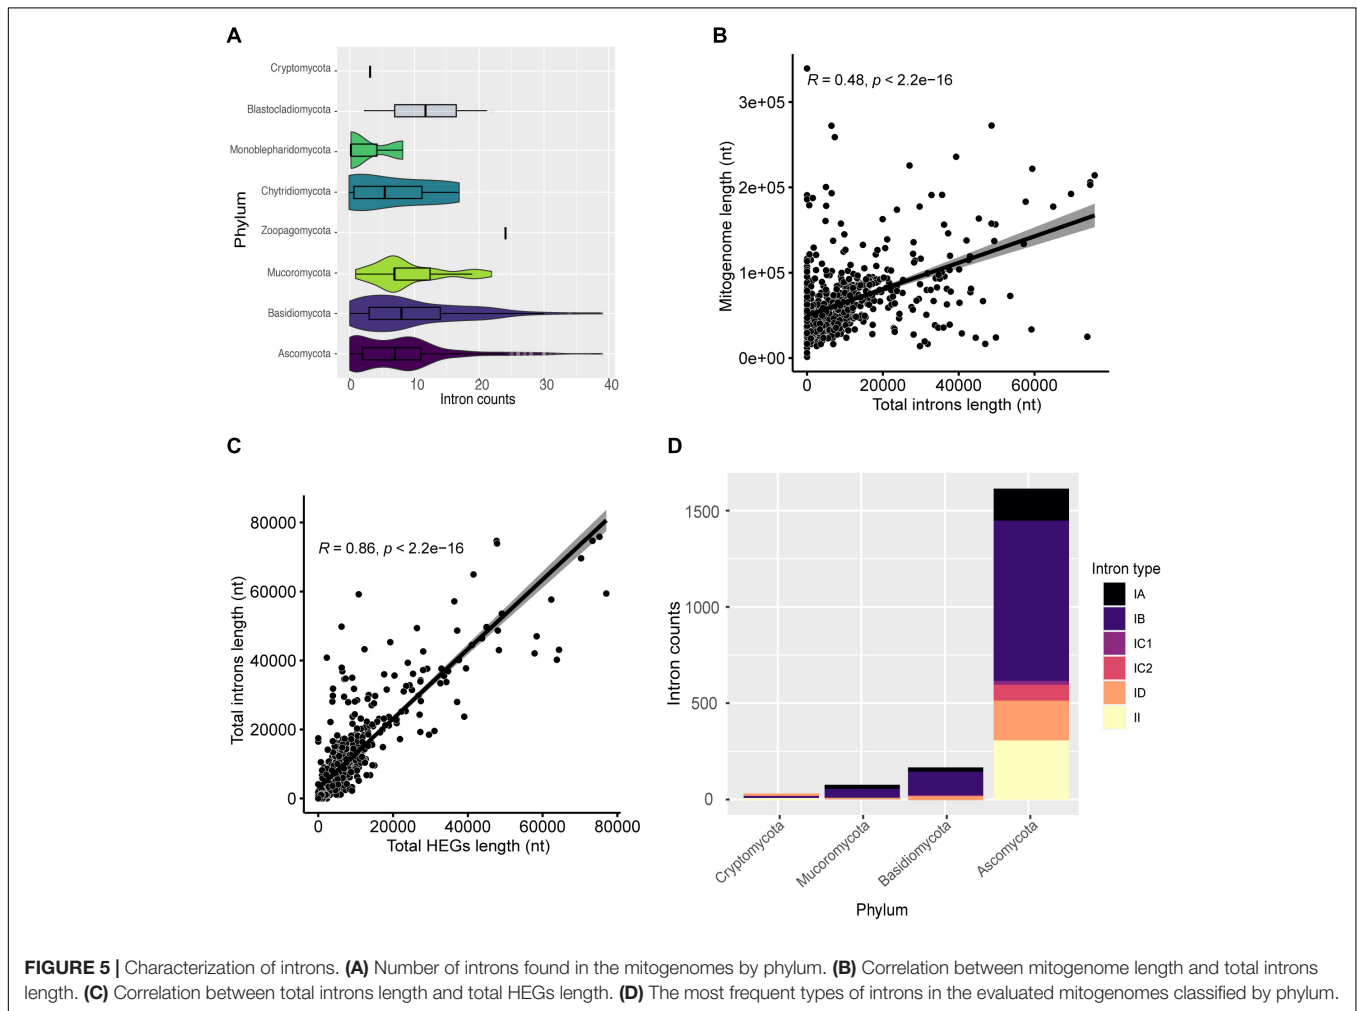 A
Phylum
Cryptomycota
Blastocladiomycota
Monoblepharidomycota
Chytridiomycota
Zoopagomycota
Mucoromycota
Basidiomycota
Ascomycota
0 10 20 30 40
Intron counts
B
R = 0.48, p < 2.2e−16
Mitogenome length (nt)
3e+05
2e+05
1e+05
0e+00
0 20000 40000 60000
Total introns length (nt)
C
R = 0.86, p < 2.2e−16
Total introns length (nt)
80000
60000
40000
20000
0
0 20000 40000 60000 80000
Total HEGs length (nt)
D
Intron counts
1500
1000
500
0
Cryptomycota
Mucoromycota
Basidiomycota
Ascomycota
Phylum
Intron type
IA
IB
IC1
IC2
ID
II
FIGURE 5 | Characterization of introns. (A) Number of introns found in the mitogenomes by phylum. (B) Correlation between mitogenome length and total introns
length. (C) Correlation between total introns length and total HEGs length. (D) The most frequent types of introns in the evaluated mitogenomes classified by phylum.